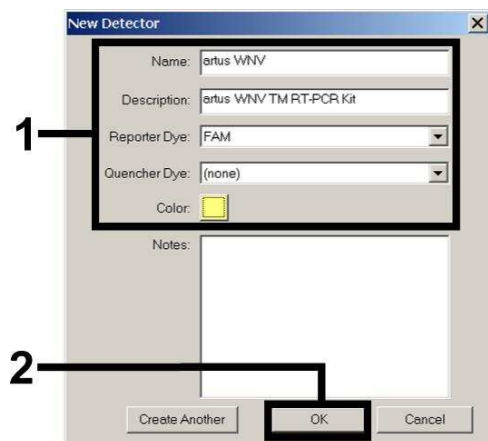 New Detector
Name: artus WNV
Description: artus WNV TM RT-PCR Kit
1
Reporter Dye: FAM
Quencher Dye: (none)
Color:
Notes:
2
Create Another OK Cancel